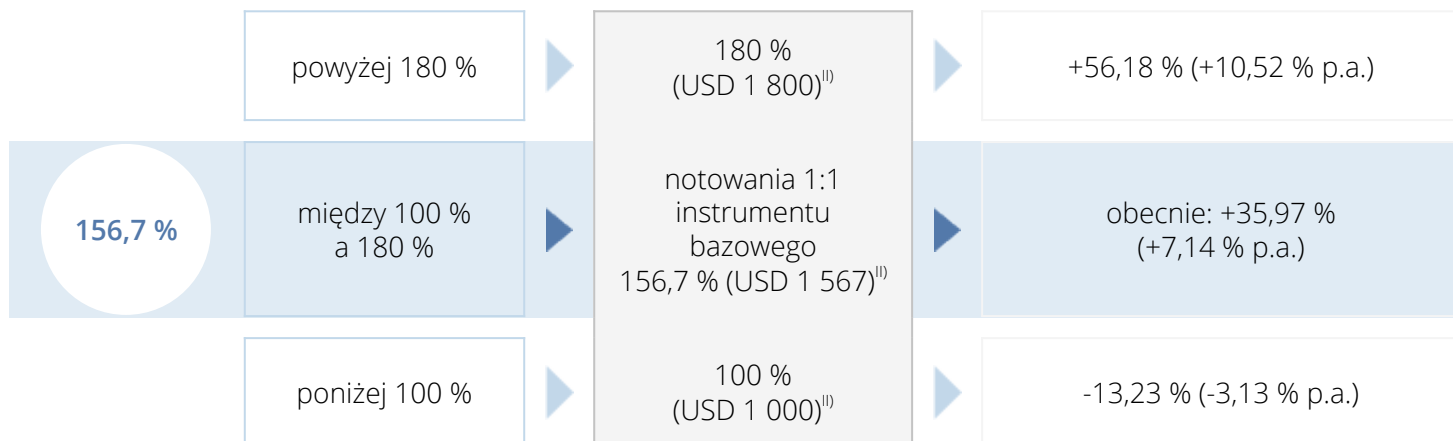 powyżej 180 %
180 %
(USD 1 800)II)
+56,18 % (+10,52 % p.a.)
156,7 %
między 100 %
a 180 %
notowania 1:1
instrumentu
bazowego
156,7 % (USD 1 567)II)
obecnie: +35,97 %
(+7,14 % p.a.)
poniżej 100 %
100 %
(USD 1 000)II)
-13,23 % (-3,13 % p.a.)